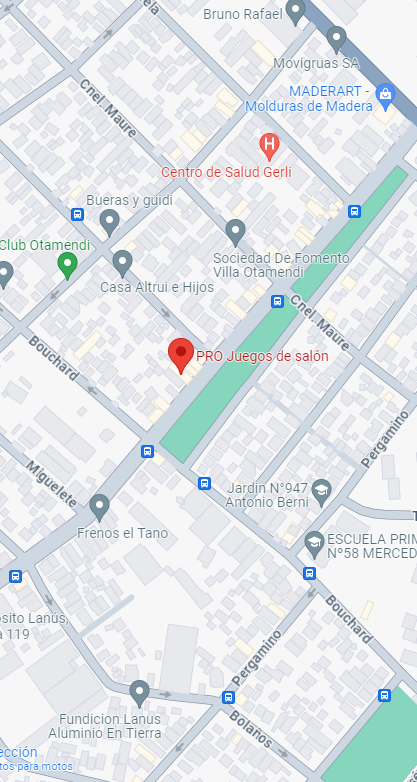 ela
Bruno Rafael
Movigruas SA
MADERART -
Molduras de Madera
Cnel. Maure
H
Centro de Salud Gerli
Bueras y guidi
Club Otamendi
Sociedad De Fomento
Villa Otamendi
Casa Altrui e Hijos
Cnel. Maure
Bouchard
PRO Juegos de salón
Pergamino
Miguelete
Jardin N°947
Antonio Berni
Frenos el Tano
T
ESCUELA PRIM
Nº58 MERCED
osito Lanús,
a 119
Bouchard
Pergamino
Fundicion Lanus
Aluminio En Tierra
Bolaños
ección
tos para motos